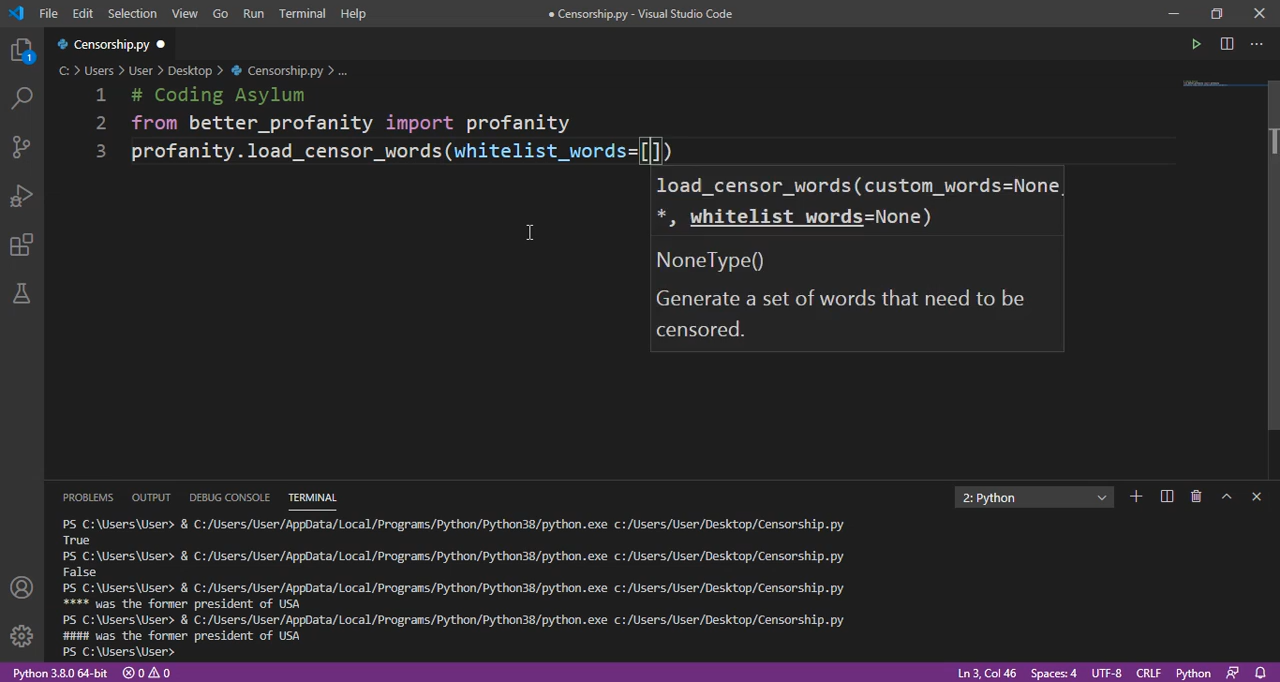 File Edit Selection View Go Run Terminal Help
● Censorship.py - Visual Studio Code
Censorship.py ●
1
C: > Users > User > Desktop > Censorship.py > ...
1 # Coding Asylum
2 from better_profanity import profanity
3 profanity.load_censor_words(whitelist_words=[])
load_censor_words(custom_words=None,
*, whitelist_words=None)
NoneType()
Generate a set of words that need to be
censored.
PROBLEMS OUTPUT DEBUG CONSOLE TERMINAL 2: Python
PS C:\Users\User> & C:/Users/User/AppData/Local/Programs/Python/Python38/python.exe c:/Users/User/Desktop/Censorship.py
True
PS C:\Users\User> & C:/Users/User/AppData/Local/Programs/Python/Python38/python.exe c:/Users/User/Desktop/Censorship.py
False
PS C:\Users\User> & C:/Users/User/AppData/Local/Programs/Python/Python38/python.exe c:/Users/User/Desktop/Censorship.py
**** was the former president of USA
PS C:\Users\User> & C:/Users/User/AppData/Local/Programs/Python/Python38/python.exe c:/Users/User/Desktop/Censorship.py
#### was the former president of USA
PS C:\Users\User>
Python 3.8.0 64-bit 0 0 Ln 3, Col 46 Spaces: 4 UTF-8 CRLF Python